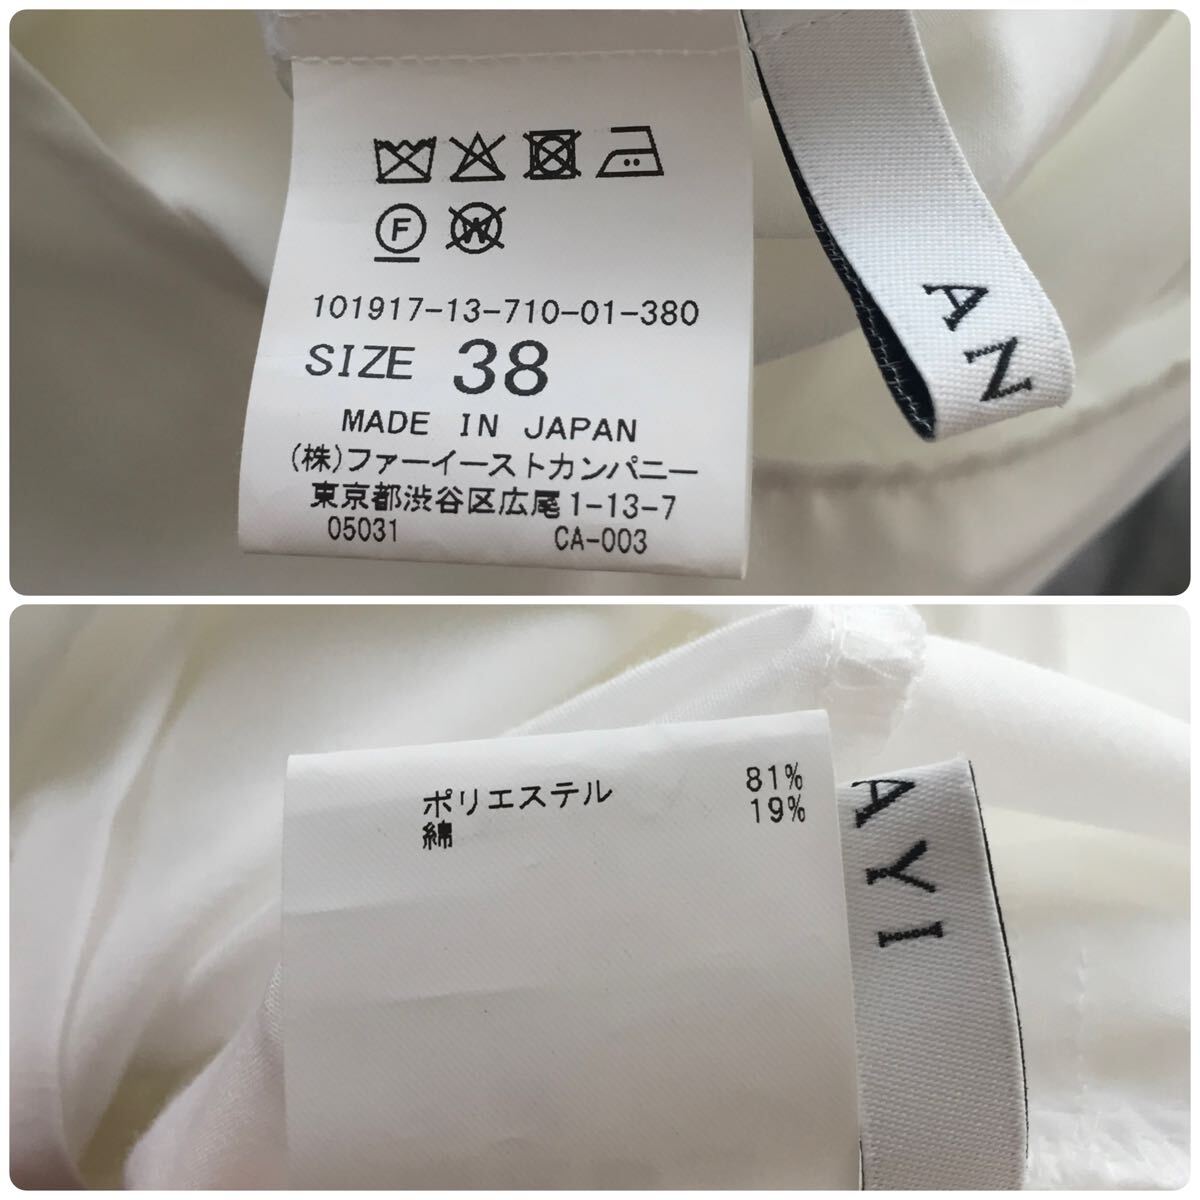 F
W
101917-13-710-01-380
SIZE 38
MADE IN JAPAN
(株)ファーイーストカンパニー
東京都渋谷区広尾1-13-7
05031 CA-003
AN
ポリエステル 81%
綿 19%
AYI